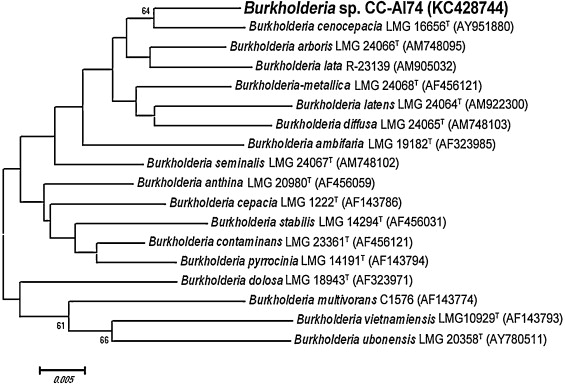 64
Burkholderia sp. CC-Al74 (KC428744)
Burkholderia cenocepacia LMG 16656T (AY951880)
Burkholderia arboris LMG 24066T (AM748095)
Burkholderia lata R-23139 (AM905032)
Burkholderia-metallica LMG 24068T (AF456121)
Burkholderia latens LMG 24064T (AM922300)
Burkholderia diffusa LMG 24065T (AM748103)
Burkholderia ambifaria LMG 19182T (AF323985)
Burkholderia seminalis LMG 24067T (AM748102)
Burkholderia anthina LMG 20980T (AF456059)
Burkholderia cepacia LMG 1222T (AF143786)
Burkholderia stabilis LMG 14294T (AF456031)
Burkholderia contaminans LMG 23361T (AF456121)
Burkholderia pyrrocinia LMG 14191T (AF143794)
Burkholderia dolosa LMG 18943T (AF323971)
Burkholderia multivorans C1576 (AF143774)
61
Burkholderia vietnamiensis LMG10929T (AF143793)
66
Burkholderia ubonensis LMG 20358T (AY780511)
0.005